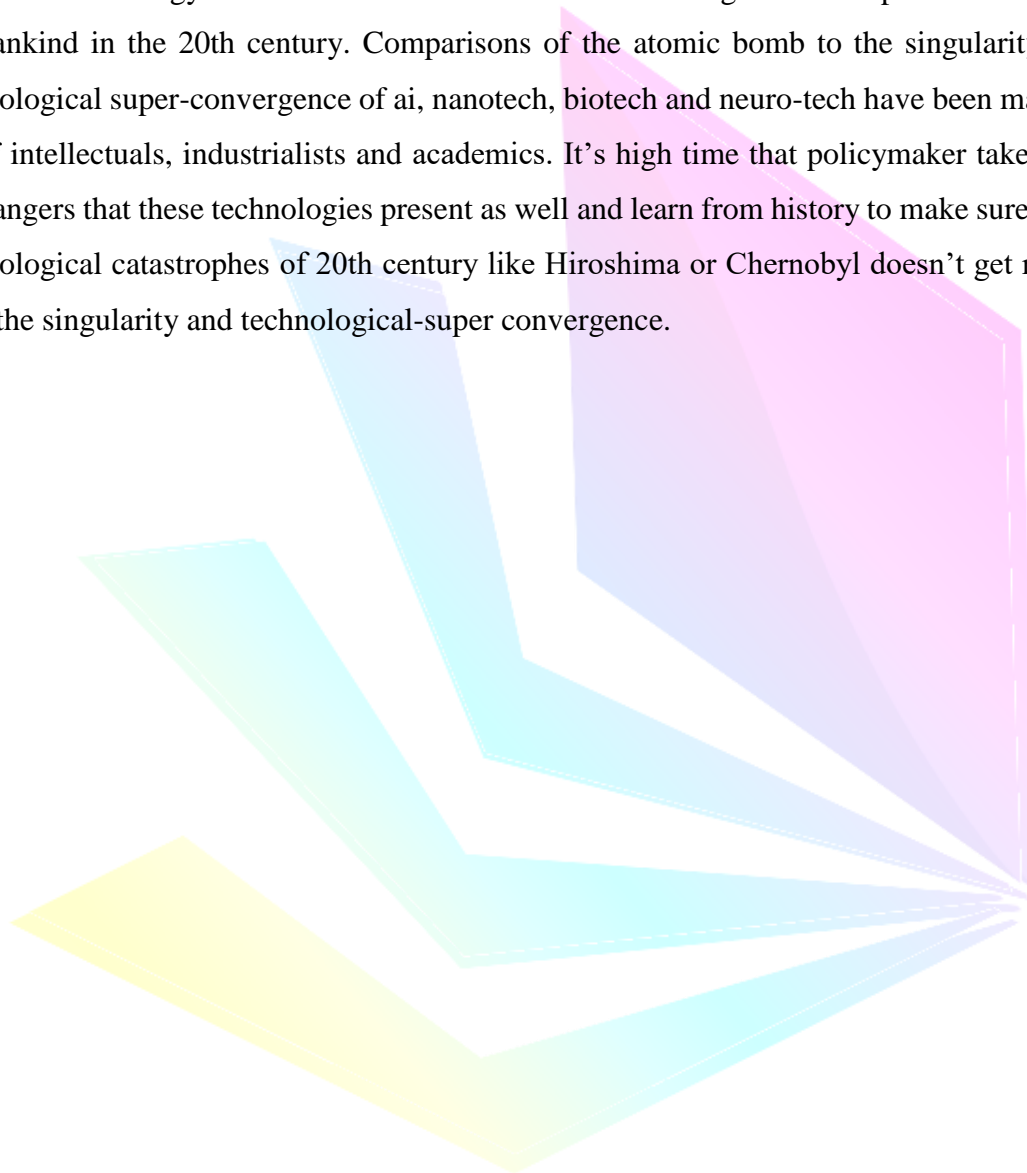 ankind in the 20th century. Comparisons of the atomic bomb to the singularity
ological super-convergence of ai, nanotech, biotech and neuro-tech have been ma
f intellectuals, industrialists and academics. It’s high time that policymaker take
angers that these technologies present as well and learn from history to make sure
ological catastrophes of 20th century like Hiroshima or Chernobyl doesn’t get r
the singularity and technological-super convergence.